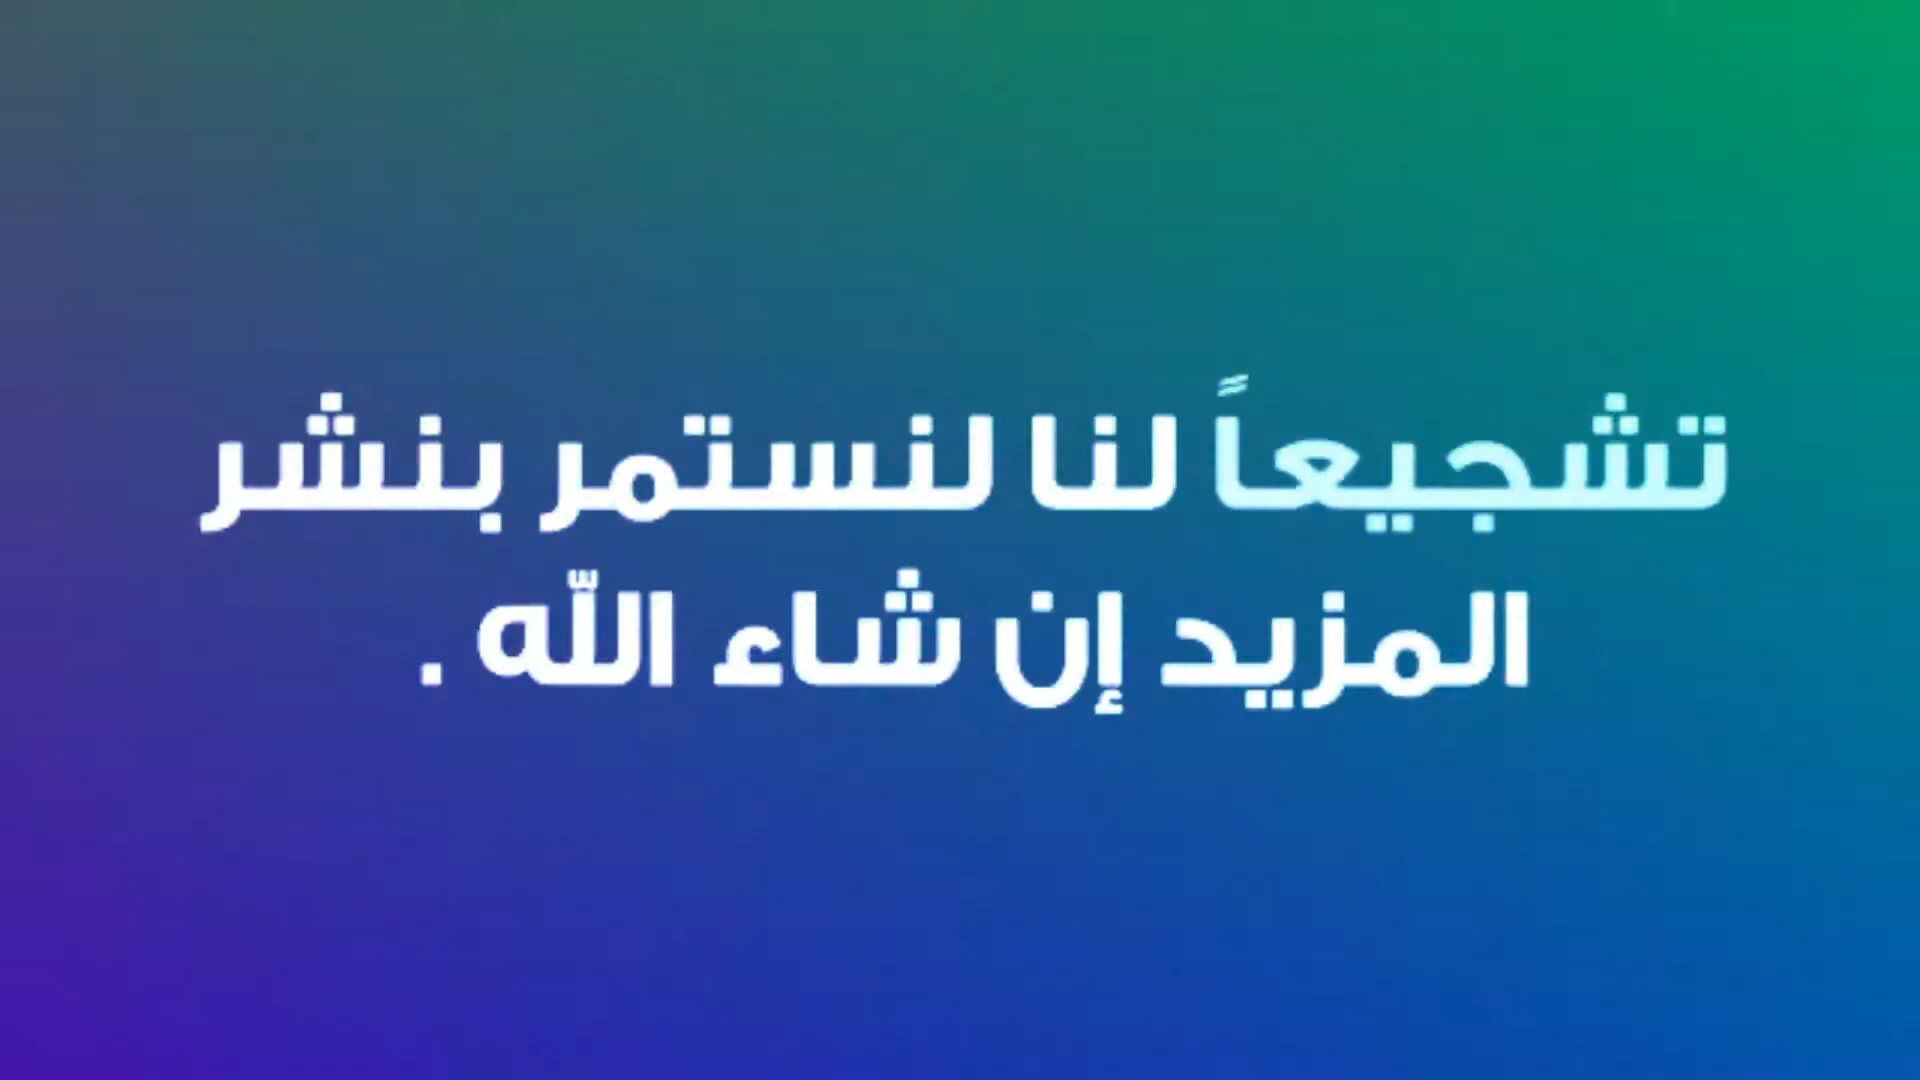 تشجيعاً لنا لنستمر بنشر
المزيد إن شاء اللّه .